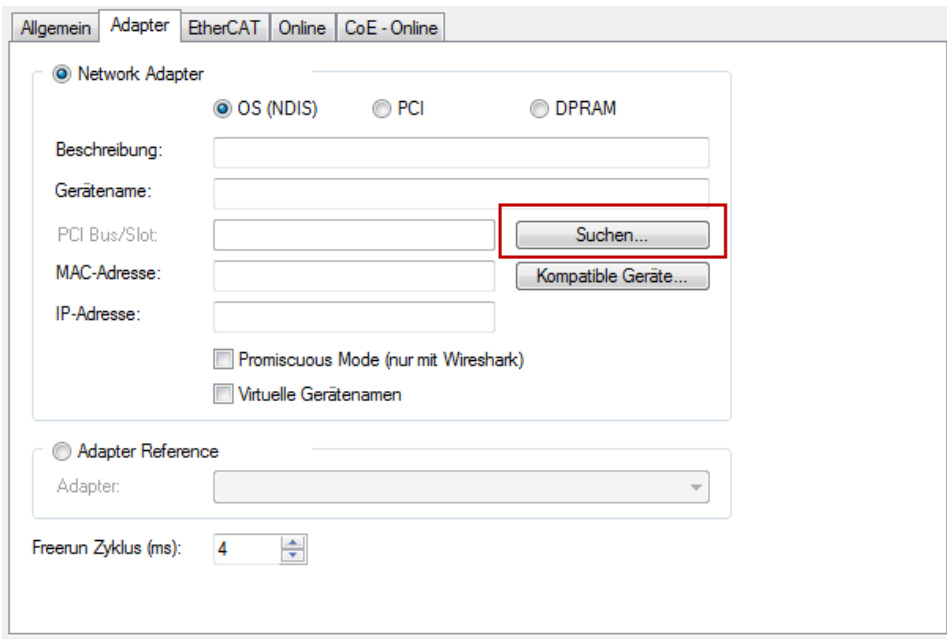 Allgemein Adapter EtherCAT Online CoE - Online
Network Adapter
OS (NDIS) PCI DPRAM
Beschreibung:
Gerätename:
PCI Bus/Slot: Suchen...
MAC-Adresse: Kompatible Geräte...
IP-Adresse:
Promiscuous Mode (nur mit Wireshark)
Virtuelle Gerätenamen
Adapter Reference
Adapter:
Freerun Zyklus (ms): 4